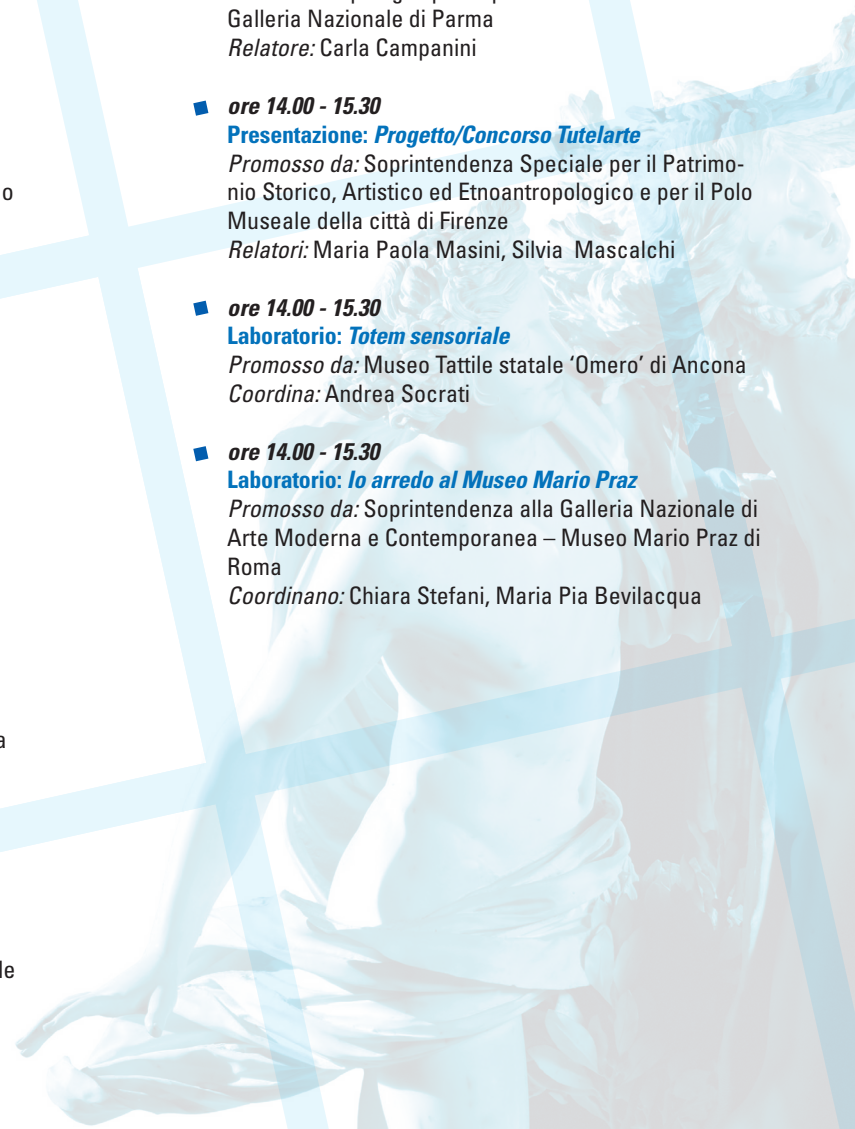 Galleria Nazionale di Parma
Relatore: Carla Campanini
ore 14.00 - 15.30
Presentazione: Progetto/Concorso Tutelarte
Promosso da: Soprintendenza Speciale per il Patrimo-
nio Storico, Artistico ed Etnoantropologico e per il Polo
Museale della città di Firenze
Relatori: Maria Paola Masini, Silvia Mascalchi
ore 14.00 - 15.30
Laboratorio: Totem sensoriale
Promosso da: Museo Tattile statale ‘Omero’ di Ancona
Coordina: Andrea Socrati
ore 14.00 - 15.30
Laboratorio: Io arredo al Museo Mario Praz
Promosso da: Soprintendenza alla Galleria Nazionale di
Arte Moderna e Contemporanea – Museo Mario Praz di
Roma
Coordinano: Chiara Stefani, Maria Pia Bevilacqua